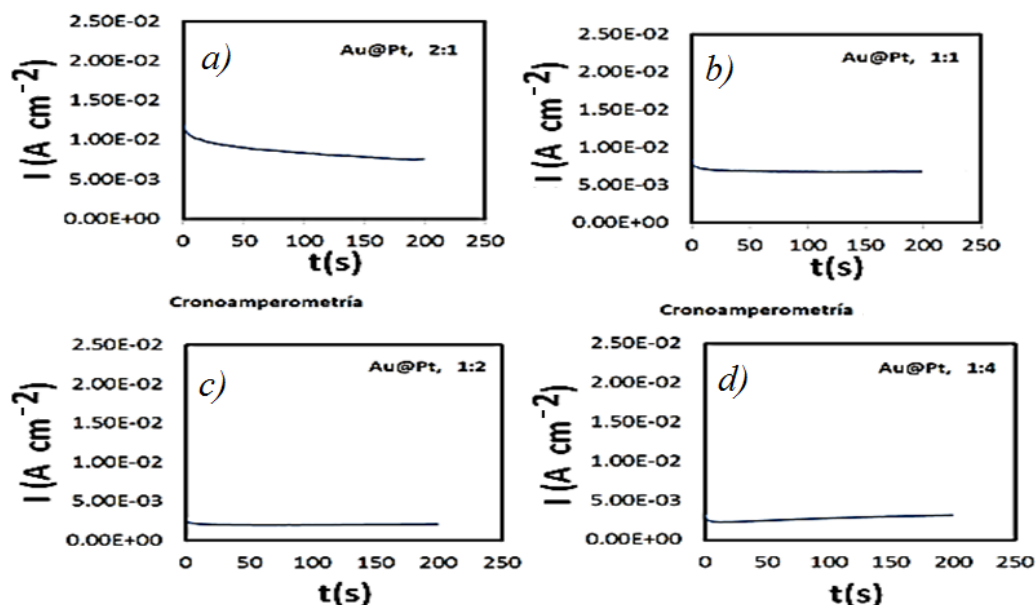 a)
Au@Pt, 2:1
2.50E-02
2.00E-02
1.50E-02
1.00E-02
5.00E-03
0.00E+00
I (A cm⁻²)
0 50 100 150 200 250
t(s)
b)
Au@Pt, 1:1
2.50E-02
2.00E-02
1.50E-02
1.00E-02
5.00E-03
0.00E+00
I (A cm⁻²)
0 50 100 150 200 250
t(s)
Cronoamperometría
c)
Au@Pt, 1:2
2.50E-02
2.00E-02
1.50E-02
1.00E-02
5.00E-03
0.00E+00
I (A cm⁻²)
0 50 100 150 200 250
t(s)
Cronoamperometría
d)
Au@Pt, 1:4
2.50E-02
2.00E-02
1.50E-02
1.00E-02
5.00E-03
0.00E+00
I (A cm⁻²)
0 50 100 150 200 250
t(s)